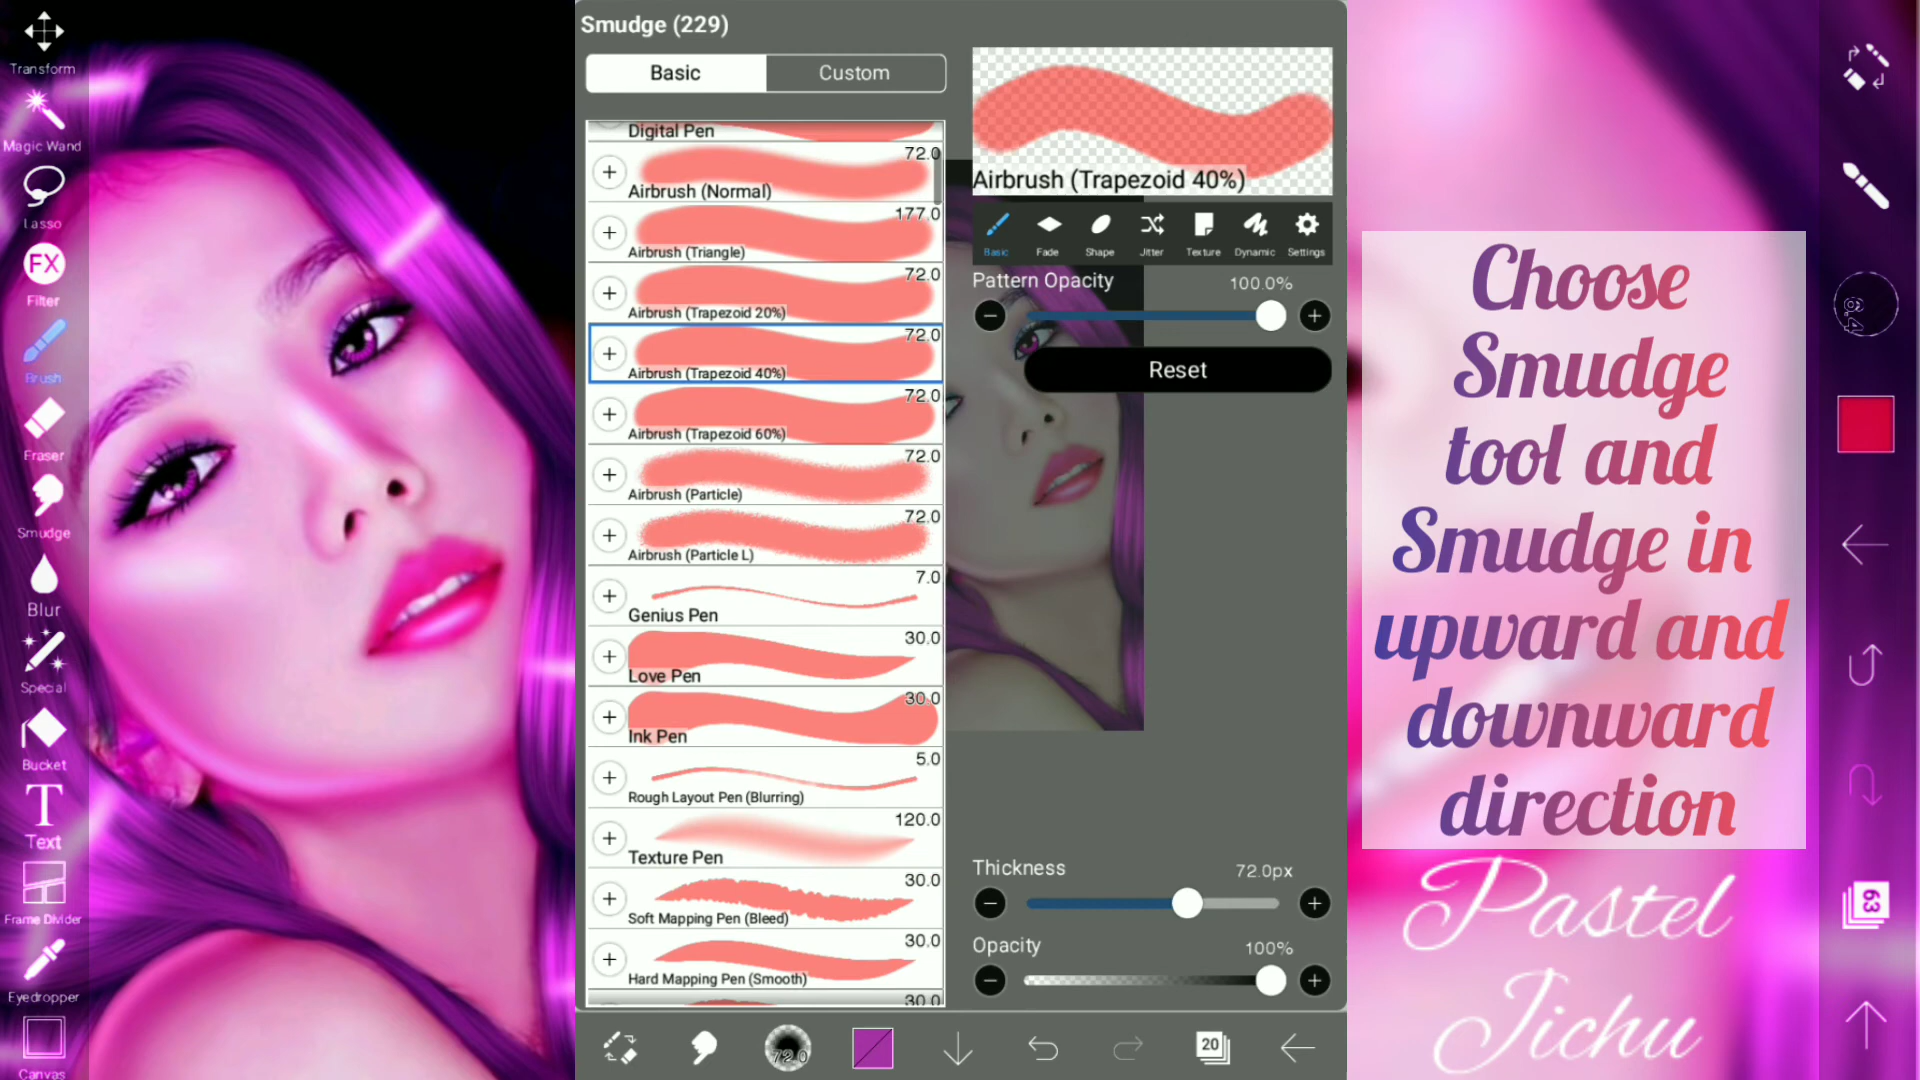 Transform
Magic Wand
Lasso
FX
Filter
Brush
Eraser
Smudge
Blur
Special
Bucket
T
Text
Frame Divider
Eyedropper
Canvas
Smudge (229)
Basic
Custom
Digital Pen
72.0
Airbrush (Normal)
177.0
Airbrush (Triangle)
72.0
Airbrush (Trapezoid 20%)
72.0
Airbrush (Trapezoid 40%)
72.0
Airbrush (Trapezoid 60%)
72.0
Airbrush (Particle)
72.0
Airbrush (Particle L)
7.0
Genius Pen
30.0
Love Pen
30.0
Ink Pen
5.0
Rough Layout Pen (Blurring)
120.0
Texture Pen
30.0
Soft Mapping Pen (Bleed)
30.0
Hard Mapping Pen (Smooth)
30.0
Airbrush (Trapezoid 40%)
Basic
Fade
Shape
Jitter
Texture
Dynamic
Settings
Pattern Opacity
100.0%
Reset
Thickness
72.0px
Opacity
100%
72.0
20
Choose
Smudge
tool and
Smudge in
upward and
downward
direction
Pastel
Jichu
6.4
63